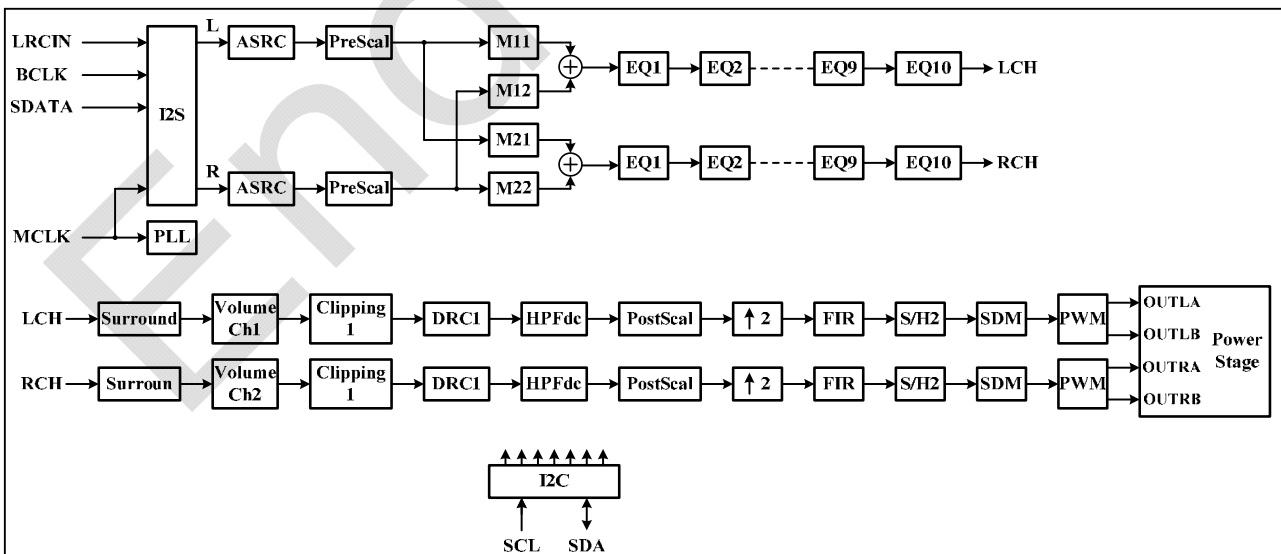 L
LRCIN
ASRC
PreScal
M11
BCLK
EQ1
EQ2
EQ9
EQ10
LCH
M12
SDATA
I2S
M21
EQ1
EQ2
EQ9
EQ10
RCH
R
ASRC
PreScal
M22
MCLK
PLL
LCH
Surround
Volume
Ch1
Clipping
1
DRC1
HPFdc
PostScal
2
FIR
S/H2
SDM
PWM
OUTLA
OUTLB
Power
Stage
RCH
Surroun
Volume
Ch2
Clipping
1
DRC1
HPFdc
PostScal
2
FIR
S/H2
SDM
PWM
OUTRA
OUTRB
I2C
SCL
SDA